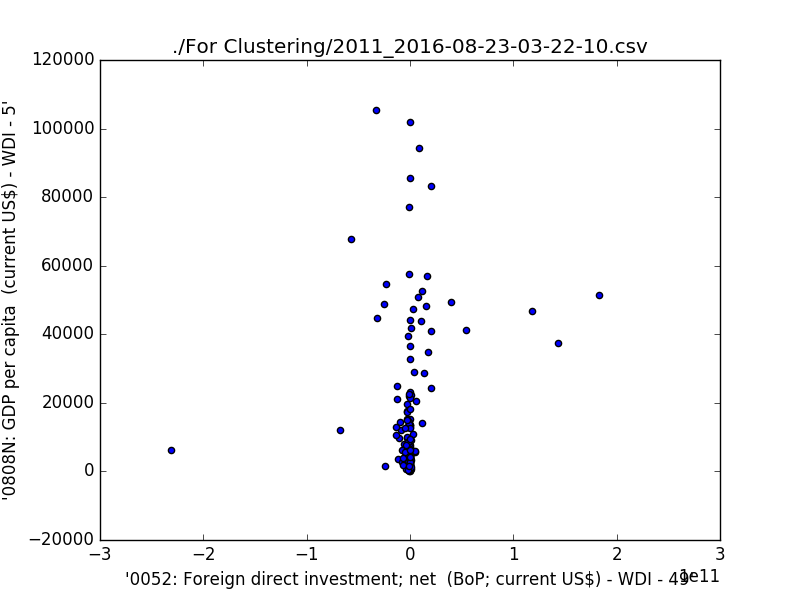 ./For Clustering/2011_2016-08-23-03-22-10.csv
120000
100000
80000
60000
40000
20000
0
−20000
'0808N: GDP per capita  (current US$) - WDI - 5'
−3 −2 −1 0 1 2 3
1e11
'0052: Foreign direct investment; net  (BoP; current US$) - WDI - 49'